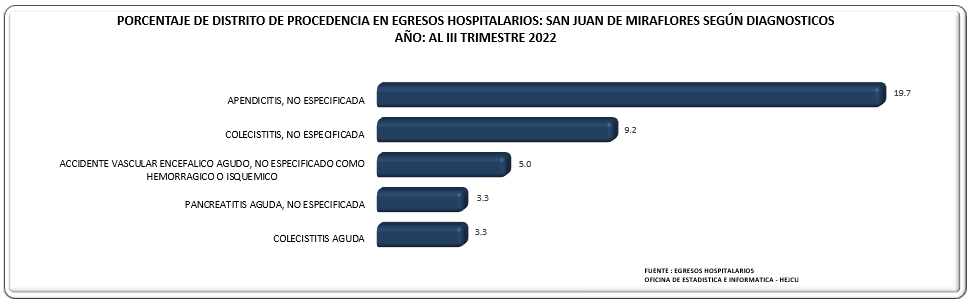 PORCENTAJE DE DISTRITO DE PROCEDENCIA EN EGRESOS HOSPITALARIOS: SAN JUAN DE MIRAFLORES SEGÚN DIAGNOSTICOS
AÑO: AL III TRIMESTRE 2022
APENDICITIS, NO ESPECIFICADA
19.7
COLECISTITIS, NO ESPECIFICADA
9.2
ACCIDENTE VASCULAR ENCEFALICO AGUDO, NO ESPECIFICADO COMO
HEMORRAGICO O ISQUEMICO
5.0
PANCREATITIS AGUDA, NO ESPECIFICADA
3.3
COLECISTITIS AGUDA
3.3
FUENTE : EGRESOS HOSPITALARIOS
OFICINA DE ESTADISTICA E INFORMATICA - HEJCU